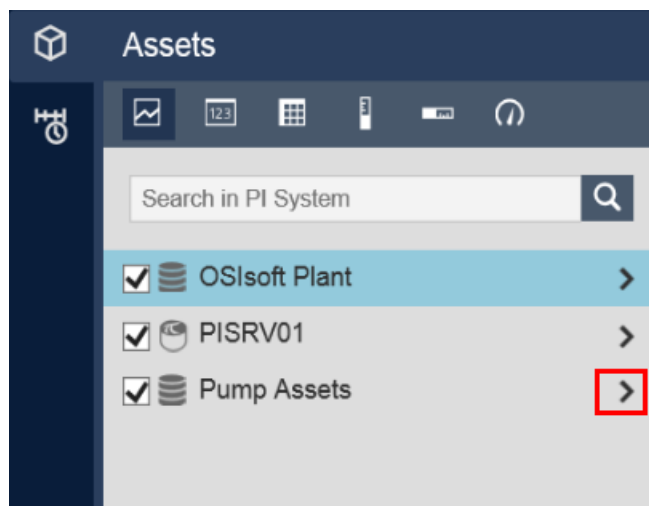 Assets
123
Search in PI System
OSIsoft Plant
PISRV01
Pump Assets